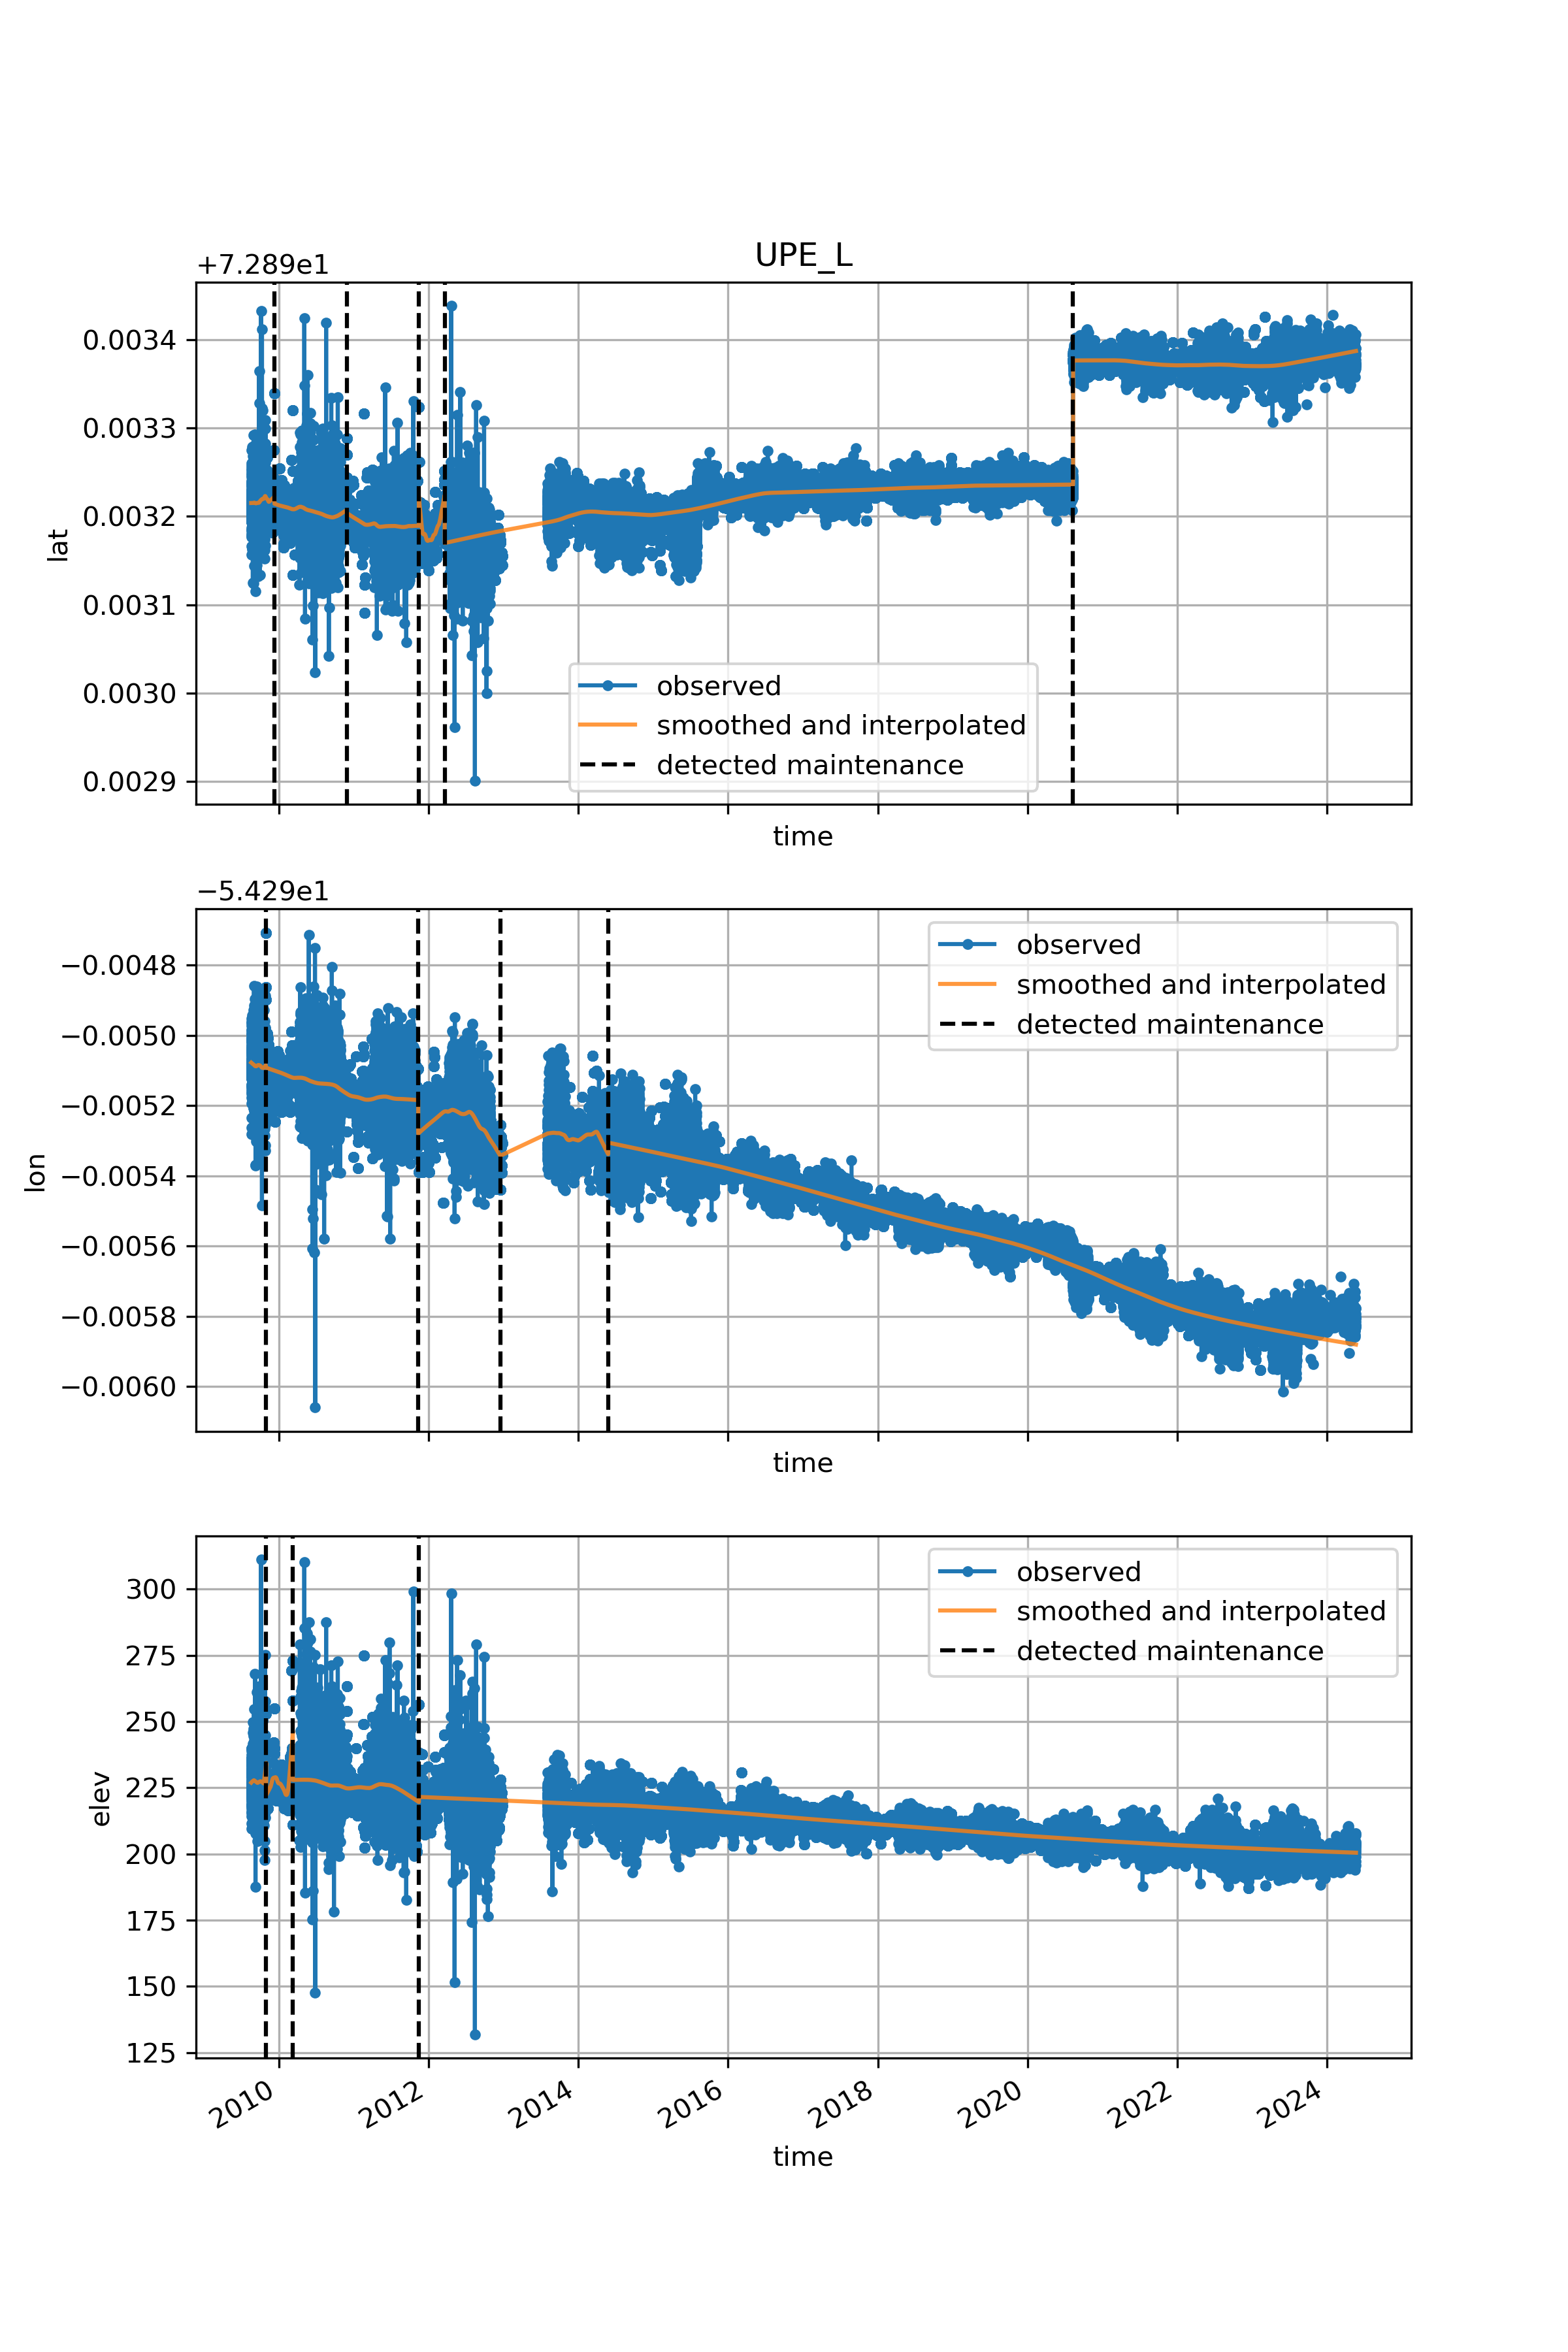 UPE_L
+7.289e1
0.0034
0.0033
0.0032
0.0031
0.0030
0.0029
lat
observed
smoothed and interpolated
detected maintenance
time
−5.429e1
−0.0048
−0.0050
−0.0052
−0.0054
−0.0056
−0.0058
−0.0060
lon
observed
smoothed and interpolated
detected maintenance
time
300
275
250
225
200
175
150
125
elev
observed
smoothed and interpolated
detected maintenance
2010 2012 2014 2016 2018 2020 2022 2024
time